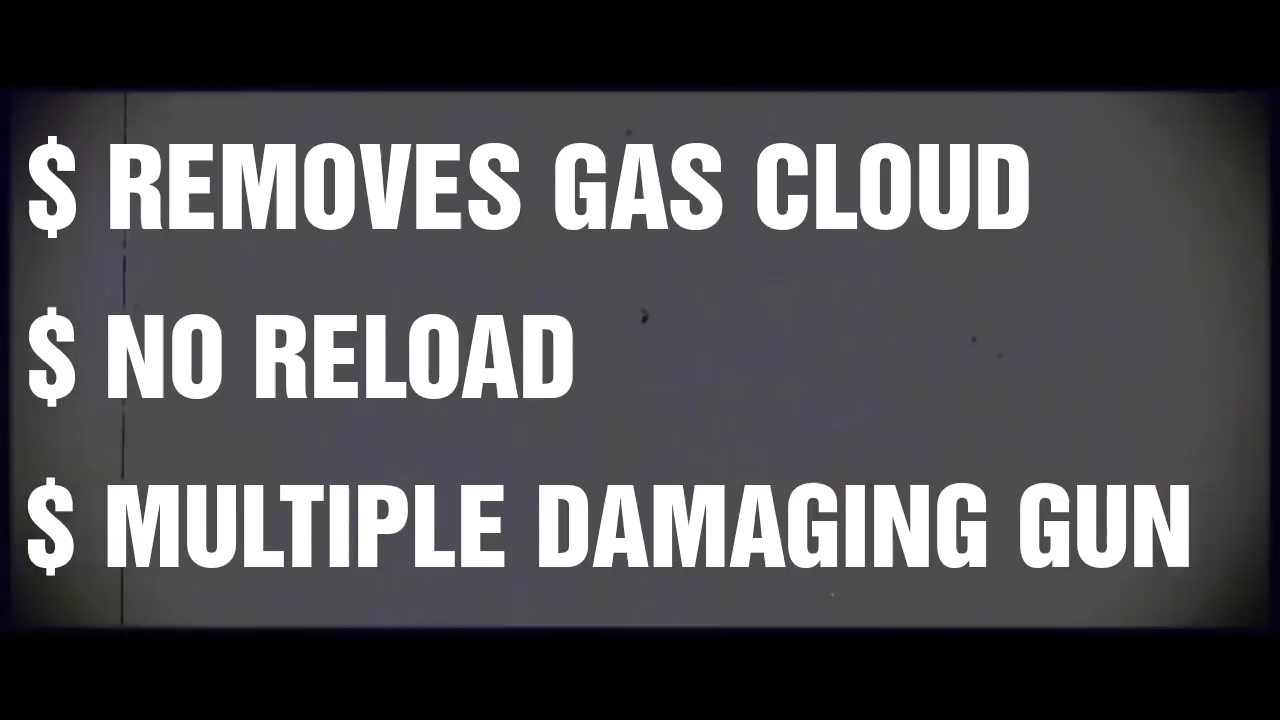 $ REMOVES GAS CLOUD
$ NO RELOAD
$ MULTIPLE DAMAGING GUN